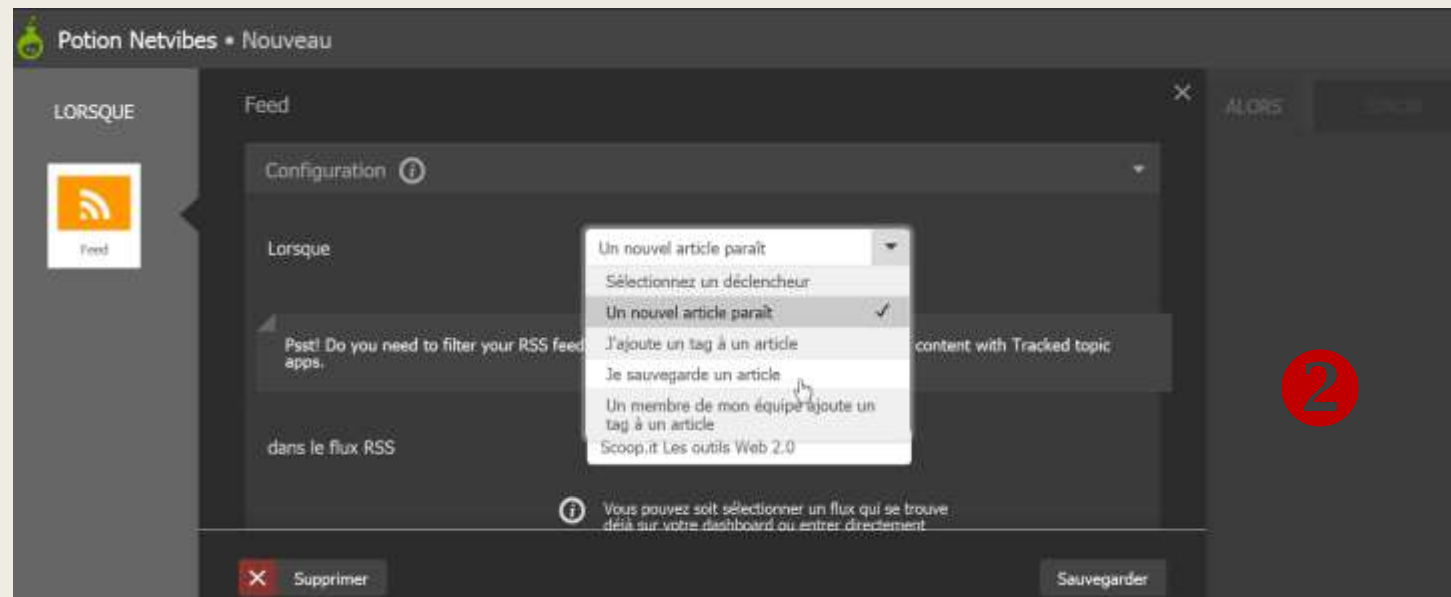 Potion Netvibes • Nouveau
LORSQUE
Feed
ALORS
Configuration
Feed
Lorsque
Un nouvel article paraît
Sélectionnez un déclencheur
Un nouvel article paraît
J'ajoute un tag à un article
Je sauvegarde un article
Un membre de mon équipe ajoute un
tag à un article
Psst! Do you need to filter your RSS feed
content with Tracked topic
apps.
dans le flux RSS
Scoop.it Les outils Web 2.0
Vous pouvez soit sélectionner un flux qui se trouve
déjà sur votre dashboard ou entrer directement
Supprimer
Sauvegarder
2